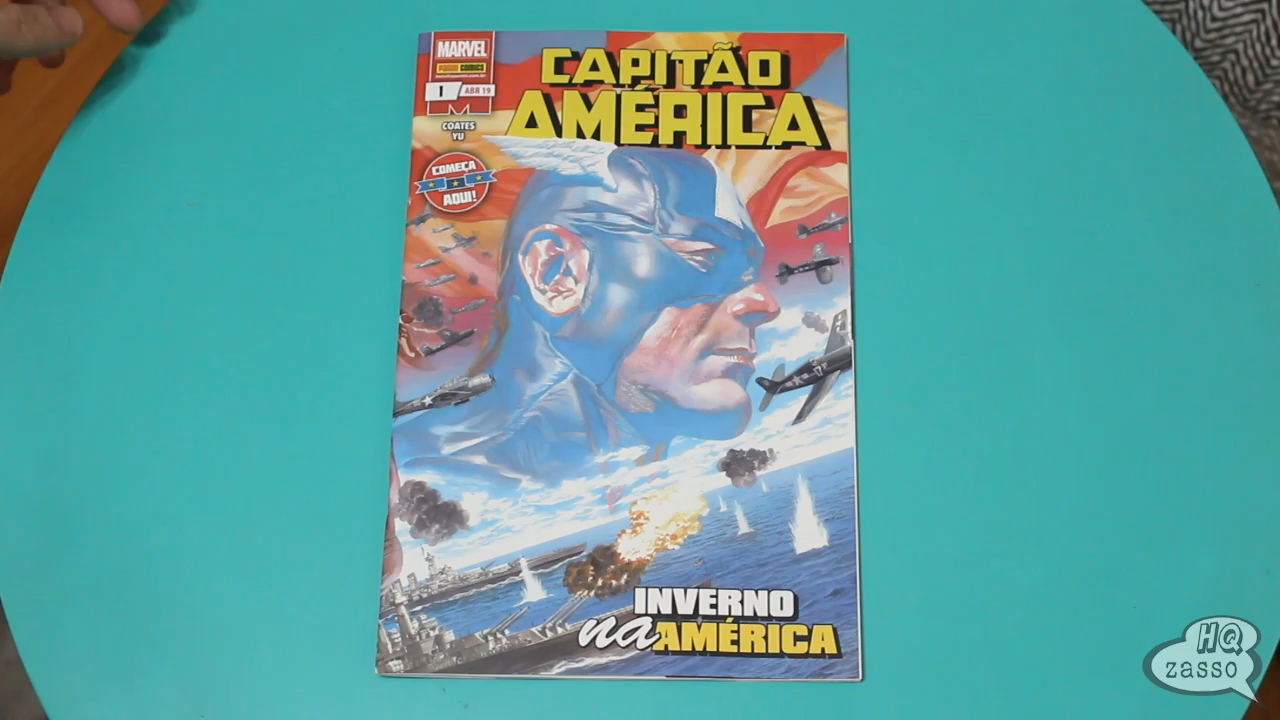 MARVEL
PANINI COMICS
1 ABR 19
COATES
YU
CAPITÃO
AMÉRICA
COMEÇA
AQUI!
INVERNO
na AMÉRICA
HQ
zasso